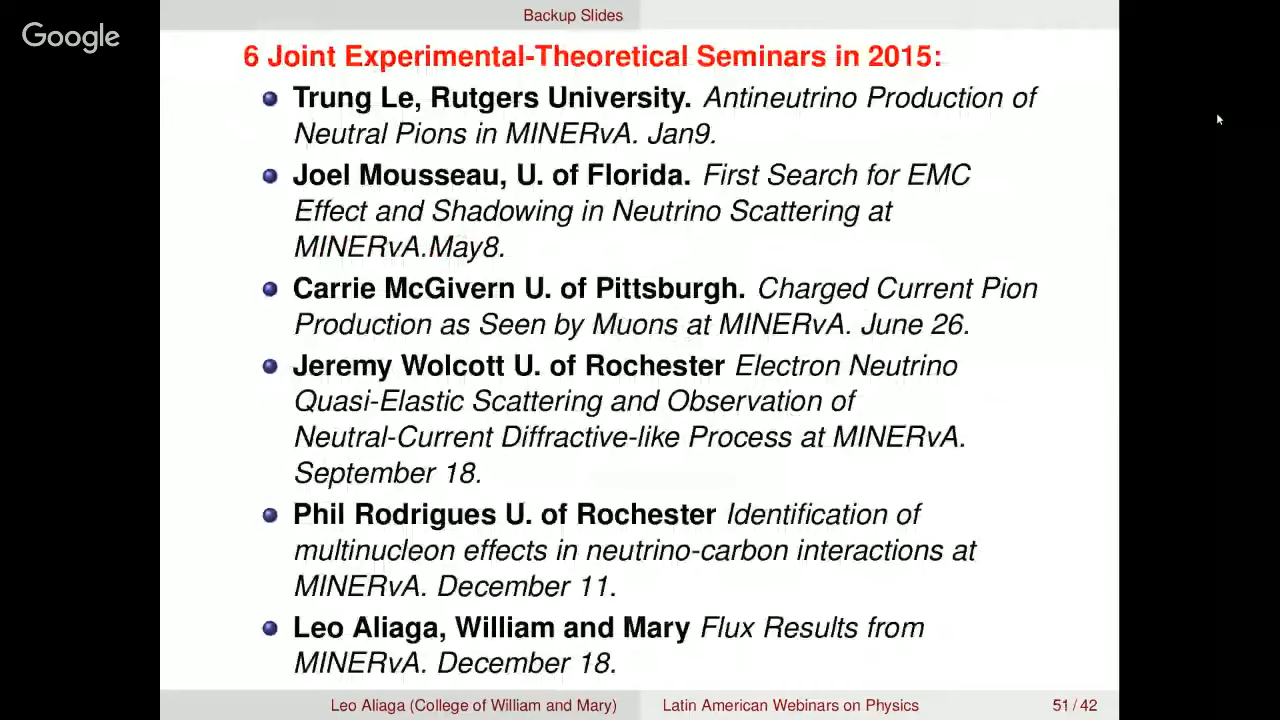 Google
Backup Slides
6 Joint Experimental-Theoretical Seminars in 2015:
Trung Le, Rutgers University. Antineutrino Production of
Neutral Pions in MINERvA. Jan9.
Joel Mousseau, U. of Florida. First Search for EMC
Effect and Shadowing in Neutrino Scattering at
MINERvA.May8.
Carrie McGivern U. of Pittsburgh. Charged Current Pion
Production as Seen by Muons at MINERvA. June 26.
Jeremy Wolcott U. of Rochester Electron Neutrino
Quasi-Elastic Scattering and Observation of
Neutral-Current Diffractive-like Process at MINERvA.
September 18.
Phil Rodrigues U. of Rochester Identification of
multinucleon effects in neutrino-carbon interactions at
MINERvA. December 11.
Leo Aliaga, William and Mary Flux Results from
MINERvA. December 18.
Leo Aliaga (College of William and Mary) Latin American Webinars on Physics 51 / 42